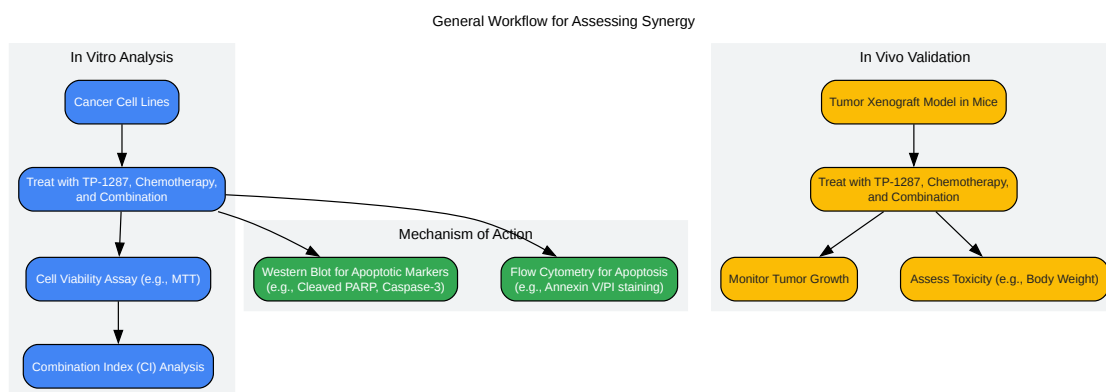 General Workflow for Assessing Synergy
In Vitro Analysis
Cancer Cell Lines
Treat with TP-1287, Chemotherapy,
and Combination
Cell Viability Assay (e.g., MTT)
Combination Index (CI) Analysis
Mechanism of Action
Western Blot for Apoptotic Markers
(e.g., Cleaved PARP, Caspase-3)
Flow Cytometry for Apoptosis
(e.g., Annexin V/PI staining)
In Vivo Validation
Tumor Xenograft Model in Mice
Treat with TP-1287, Chemotherapy,
and Combination
Monitor Tumor Growth
Assess Toxicity (e.g., Body Weight)